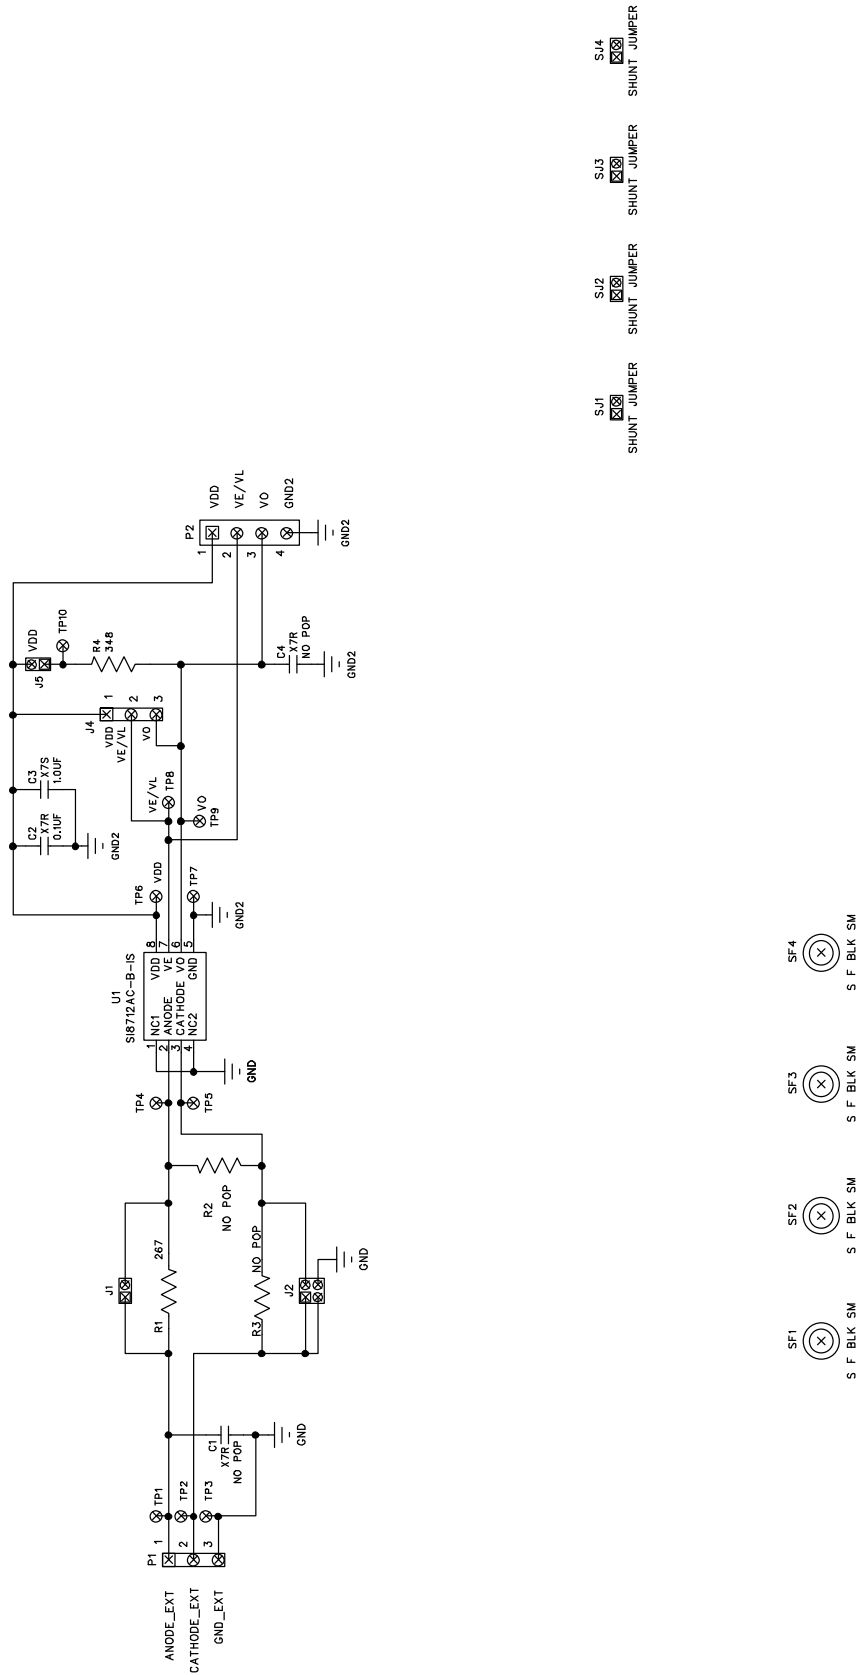 ANODE_EXT
CATHODE_EXT
GND_EXT
P1
1
2
3
TP1
TP2
TP3
C1
X7R
NO POP
GND
J1
R1
267
R2
NO POP
R3
NO POP
J2
GND
TP4
TP5
GND
U1
SI8712AC-B-IS
1
2
3
4
NC1
ANODE
CATHODE
NC2
VDD
VE
VO
GND
8
7
6
5
TP6
VDD
TP7
GND2
C2
X7R
0.1UF
C3
X7S
1.0UF
GND2
VE/VL
TP8
VO
TP9
J4
VDD
VE/VL
VO
1
2
3
J5
VDD
TP10
R4
348
C4
X7R
NO POP
GND2
P2
1
2
3
4
VDD
VE/VL
VO
GND2
GND2
SJ1
SHUNT JUMPER
SJ2
SHUNT JUMPER
SJ3
SHUNT JUMPER
SJ4
SHUNT JUMPER
SF1
S F BLK SM
SF2
S F BLK SM
SF3
S F BLK SM
SF4
S F BLK SM